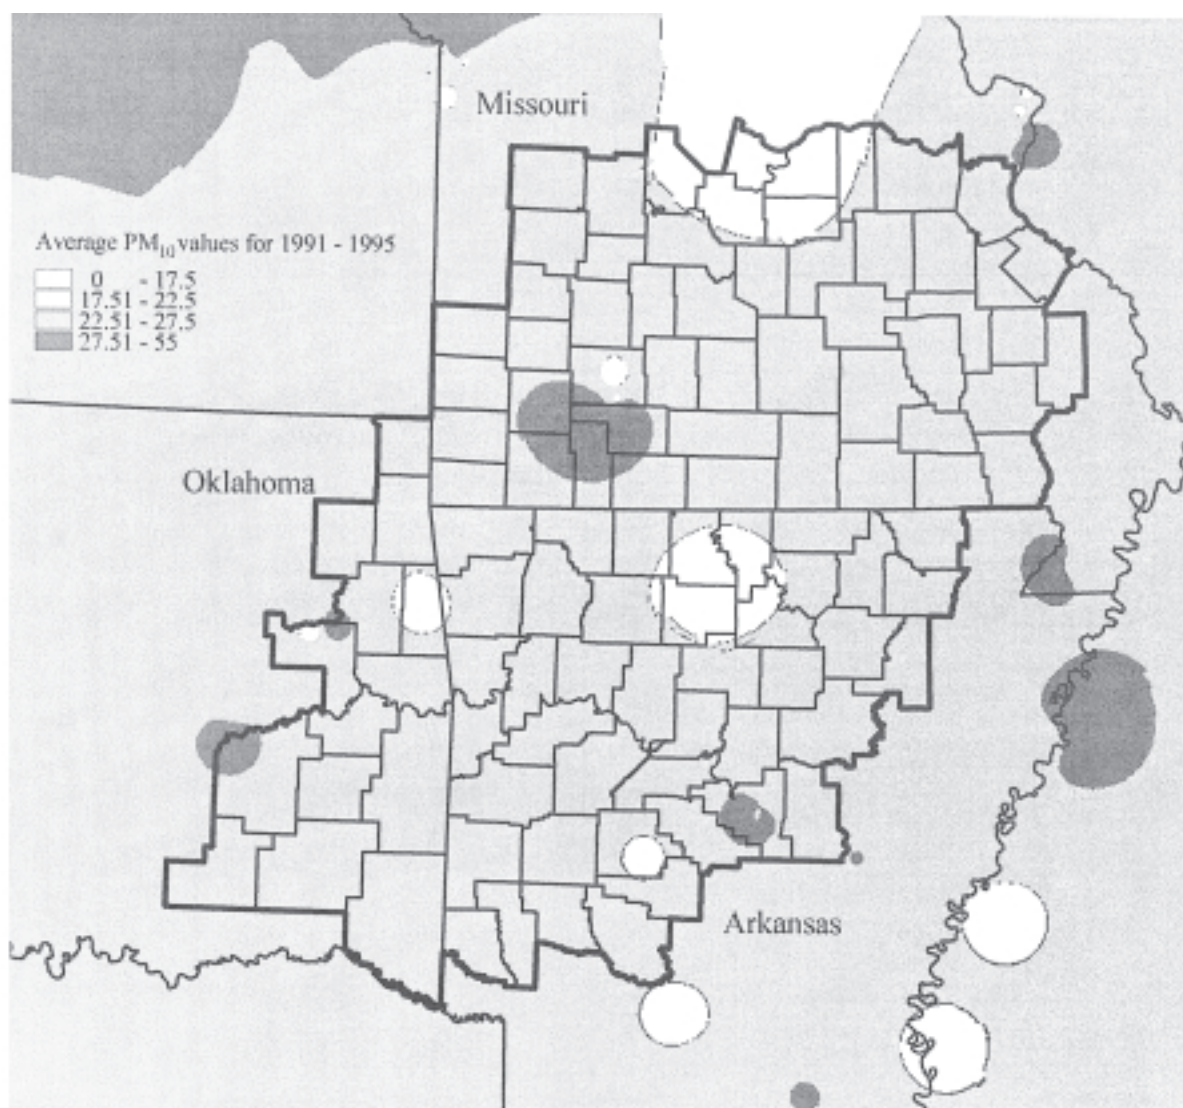 Missouri
Average PM10 values for 1991 - 1995
0 - 17.5
17.51 - 22.5
22.51 - 27.5
27.51 - 55
Oklahoma
Arkansas